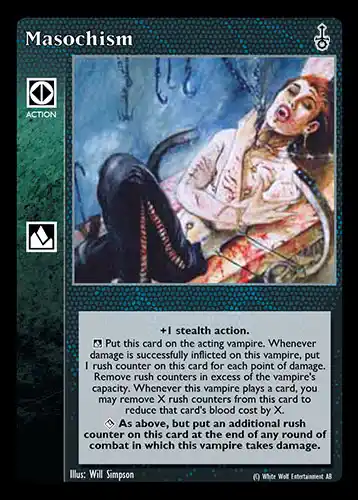 Masochism
ACTION
+1 stealth action.
Put this card on the acting vampire. Whenever
damage is successfully inflicted on this vampire, put
1 rush counter on this card for each point of damage.
Remove rush counters in excess of the vampire's
capacity. Whenever this vampire plays a card, you
may remove X rush counters from this card to
reduce that card's blood cost by X.
As above, but put an additional rush
counter on this card at the end of any round of
combat in which this vampire takes damage.
Illus: Will Simpson
(C) White Wolf Entertainment AB